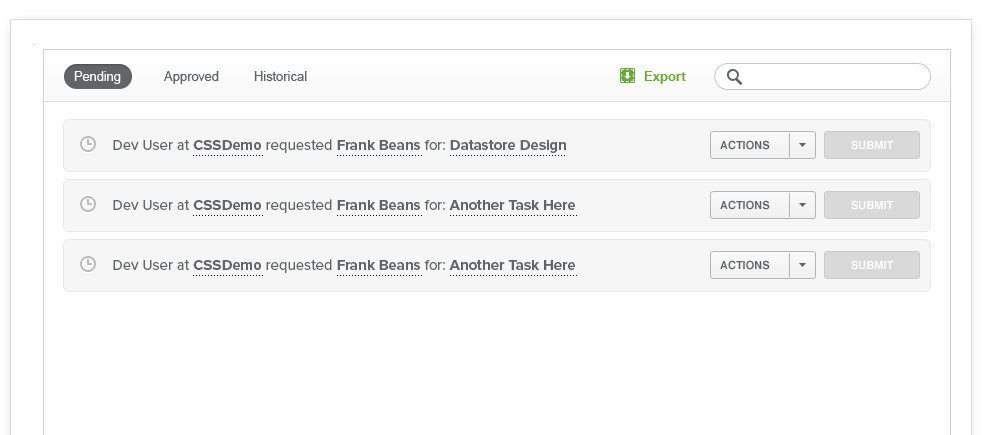 Pending Approved Historical Export
Dev User at CSSDemo requested Frank Beans for: Datastore Design ACTIONS SUBMIT
Dev User at CSSDemo requested Frank Beans for: Another Task Here ACTIONS SUBMIT
Dev User at CSSDemo requested Frank Beans for: Another Task Here ACTIONS SUBMIT